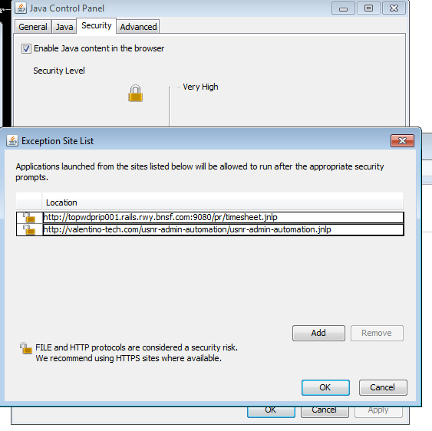 Java Control Panel
General Java Security Advanced
Enable Java content in the browser
Security Level
Very High
Exception Site List
Applications launched from the sites listed below will be allowed to run after the appropriate security
prompts.
Location
http://topwdprip001.rails.rwy.bnsf.com:9080/pr/timesheet.jnlp
http://valentino-tech.com/usnr-admin-automation/usnr-admin-automation.jnlp
Add Remove
FILE and HTTP protocols are considered a security risk.
We recommend using HTTPS sites where available.
OK Cancel
OK Cancel Apply